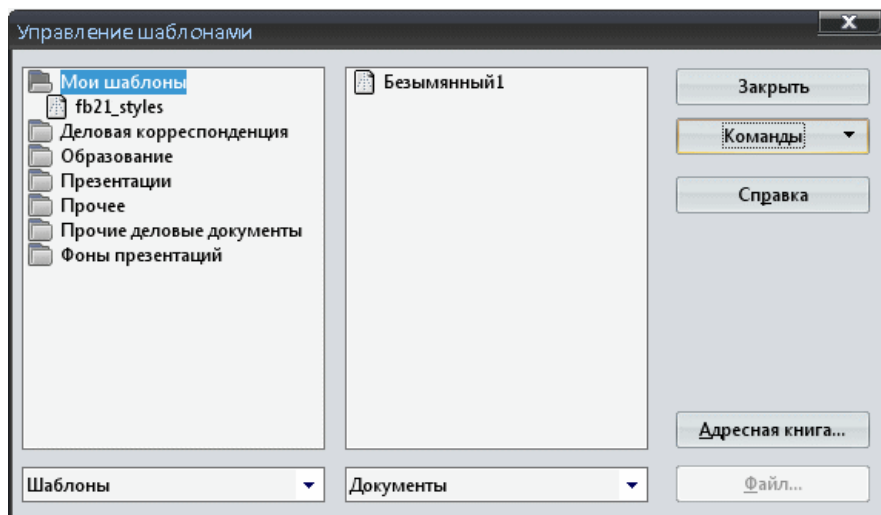 Управление шаблонами
Мои шаблоны
fb21_styles
Деловая корреспонденция
Образование
Презентации
Прочее
Прочие деловые документы
Фоны презентаций
Шаблоны
Безымянный1
Документы
Закрыть
Команды
Справка
Адресная книга...
Файл...